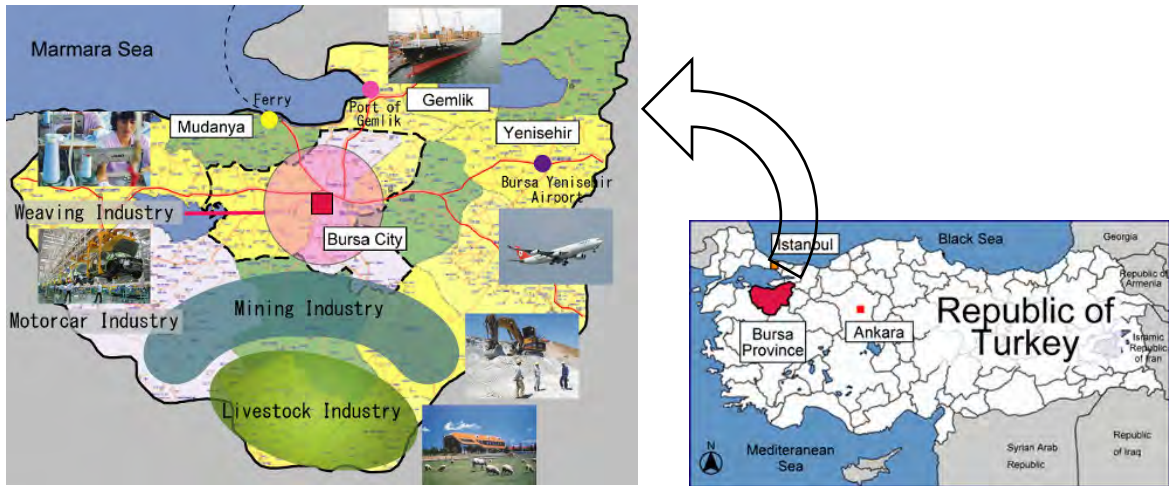 Marmara Sea
Ferry
Port of
Gemlik
Gemlik
Mudanya
Yenisehir
Bursa Yenisehir
Airport
Weaving Industry
Bursa City
Motorcar Industry
Mining Industry
Livestock Industry
Istanbul
Black Sea
Georgia
Republic of
Armenia
Republic of
Turkey
Bursa
Province
Ankara
Islamic Republic
of Iran
N
Mediterranean
Sea
Syrian Arab
Republic
Republic
of Iraq